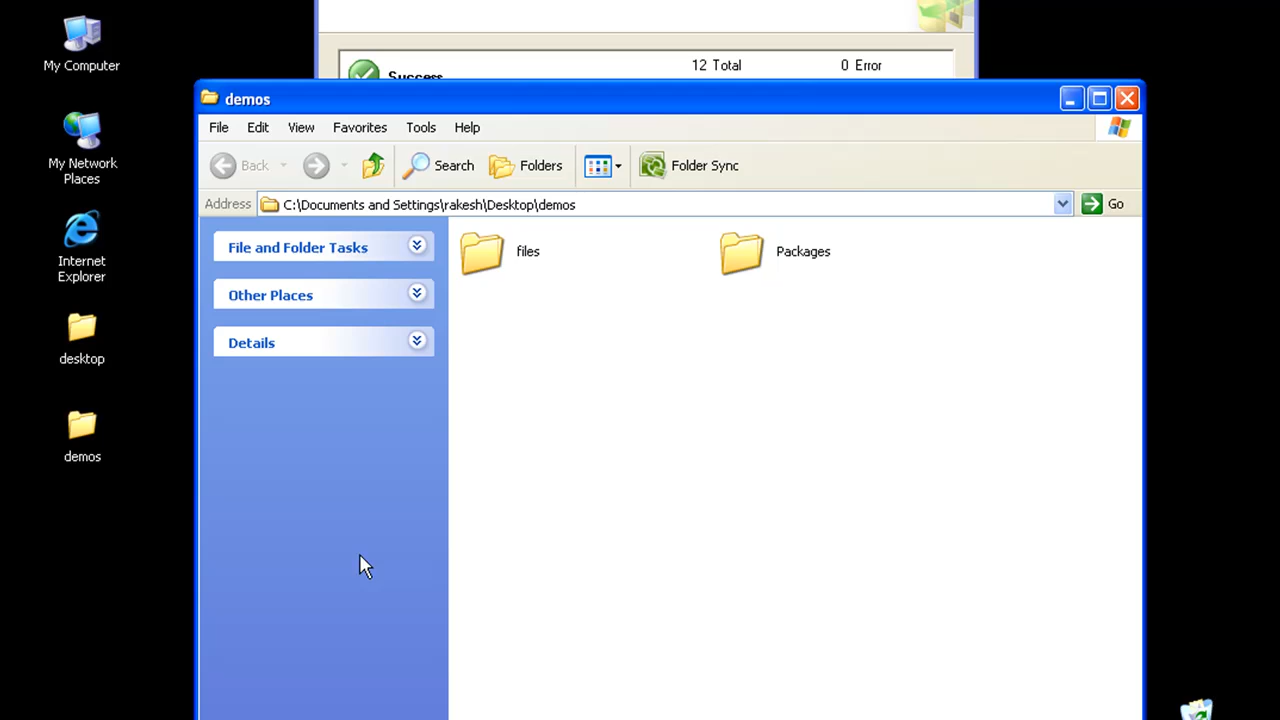 My Computer
My Network
Places
Internet
Explorer
desktop
demos
12 Total
0 Error
Success
demos
File Edit View Favorites Tools Help
Back Search Folders Folder Sync
Address C:\Documents and Settings\rakesh\Desktop\demos Go
File and Folder Tasks
Other Places
Details
files
Packages